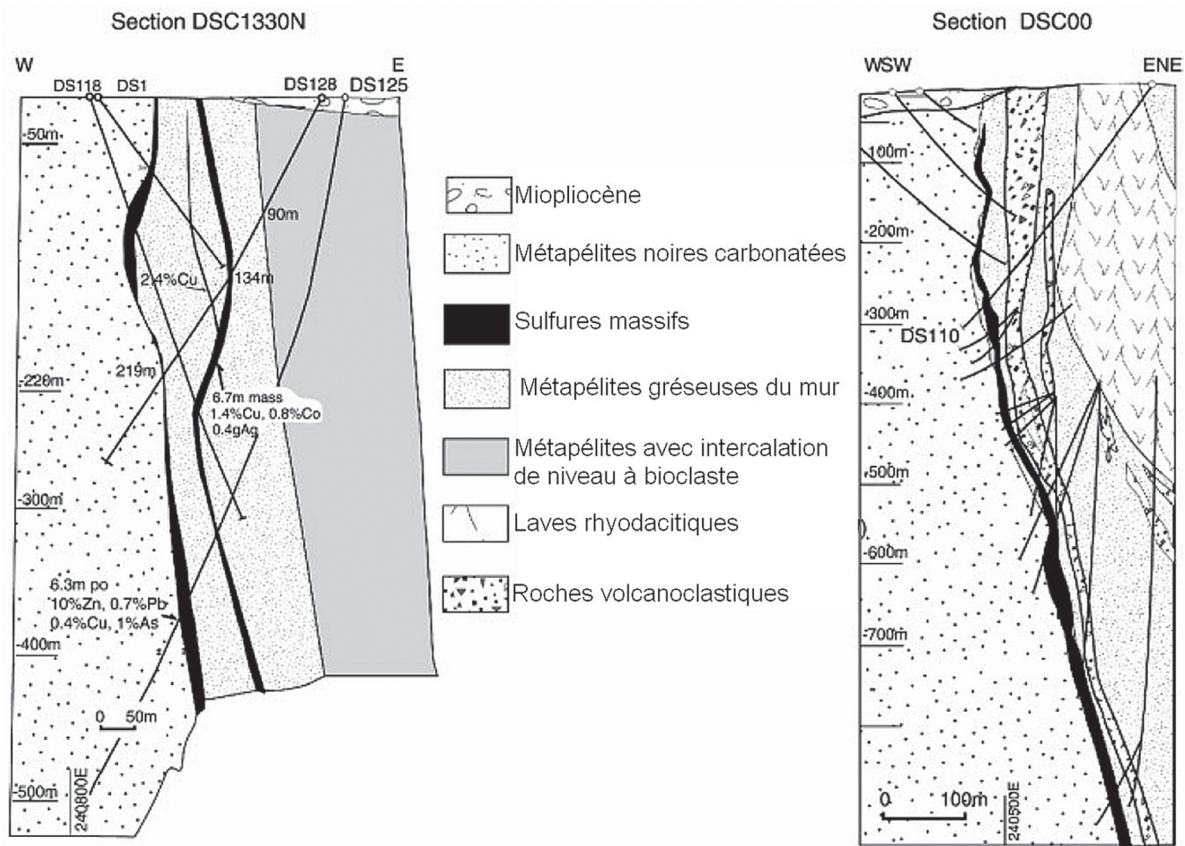 Section DSC1330N
W
E
DS118
DS1
DS128
DS125
-50m
90m
2.4%Cu
134m
-220m
219m
6.7m mass
1.4%Cu, 0.8%Co
0.4gAg
-300m
6.3m po
10%Zn, 0.7%Pb
0.4%Cu, 1%As
-400m
0 50m
-500m
240800E
Miopliocène
Métapélites noires carbonatées
Sulfures massifs
Métapélites gréseuses du mur
Métapélites avec intercalation
de niveau à bioclaste
Laves rhyodacitiques
Roches volcanoclastiques
Section DSC00
WSW
ENE
-100m
-200m
-300m
DS110
-400m
-500m
-600m
-700m
0 100m
240500E